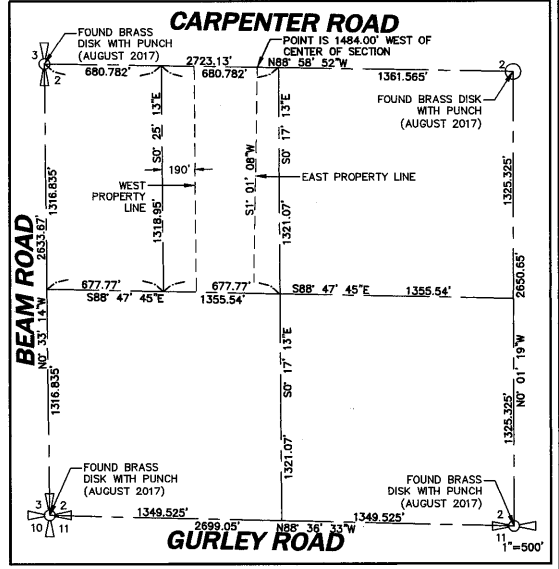 CARPENTER ROAD
FOUND BRASS
DISK WITH PUNCH
(AUGUST 2017)
POINT IS 1484.00' WEST OF
CENTER OF SECTION
3
2
2723.13'
N88° 58' 52"W
680.782'
680.782'
1361.565'
2
FOUND BRASS DISK
WITH PUNCH
(AUGUST 2017)
S0° 25' 13"E
1318.95'
190'
WEST
PROPERTY
LINE
S1° 01' 08"W
EAST PROPERTY LINE
S0° 17' 13"E
1321.07'
1316.835'
2633.67'
N0° 33' 14"W
1316.835'
BEAM ROAD
1325.325'
2650.65'
N0° 01' 19"W
1325.325'
677.77'
677.77'
S88° 47' 45"E
1355.54'
S88° 47' 45"E
1355.54'
S0° 17' 13"E
1321.07'
FOUND BRASS
DISK WITH PUNCH
(AUGUST 2017)
3
2
10
11
FOUND BRASS
DISK WITH PUNCH
(AUGUST 2017)
2
11
1349.525'
1349.525'
2699.05'
N88° 36' 33"W
GURLEY ROAD
1"=500'